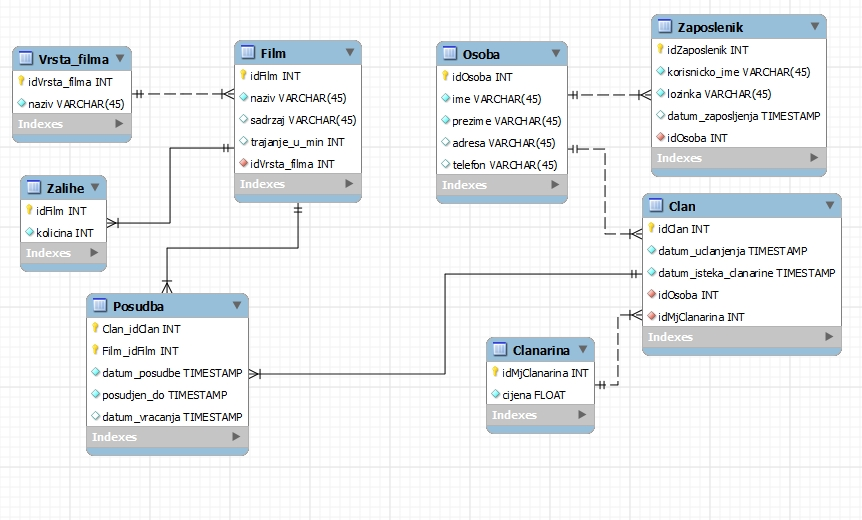 Vrsta_filma
idVrsta_filma INT
naziv VARCHAR(45)
Indexes
Film
idFilm INT
naziv VARCHAR(45)
sadrzaj VARCHAR(45)
trajanje_u_min INT
idVrsta_filma INT
Indexes
Osoba
idOsoba INT
ime VARCHAR(45)
prezime VARCHAR(45)
adresa VARCHAR(45)
telefon VARCHAR(45)
Indexes
Zaposlenik
idZaposlenik INT
korisnicko_ime VARCHAR(45)
lozinka VARCHAR(45)
datum_zaposljenja TIMESTAMP
idOsoba INT
Indexes
Zalihe
idFilm INT
kolicina INT
Indexes
Clan
idClan INT
datum_uclanjenja TIMESTAMP
datum_isteka_clanarine TIMESTAMP
idOsoba INT
idMjClanarina INT
Indexes
Posudba
Clan_idClan INT
Film_idFilm INT
datum_posudbe TIMESTAMP
posudjen_do TIMESTAMP
datum_vracanja TIMESTAMP
Indexes
Clanarina
idMjClanarina INT
cijena FLOAT
Indexes